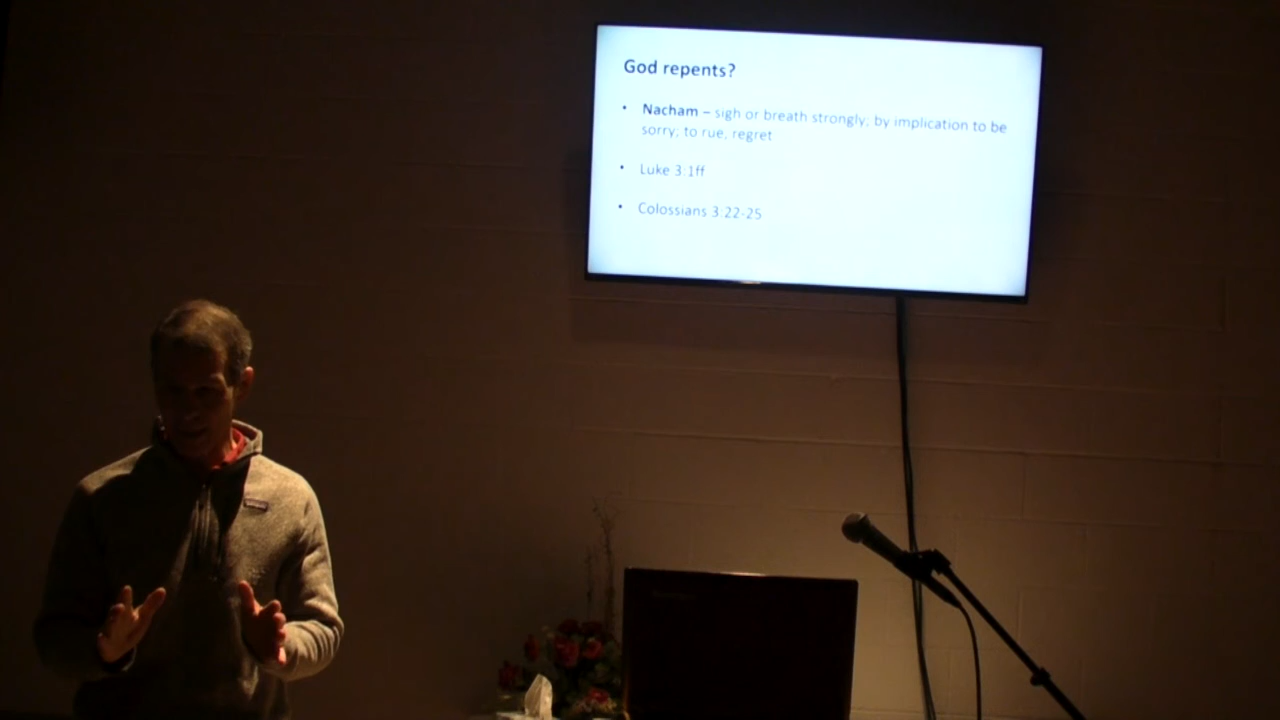 God repents?
• Nacham – sigh or breath strongly; by implication to be
sorry; to rue, regret
• Luke 3:1ff
• Colossians 3:22-25